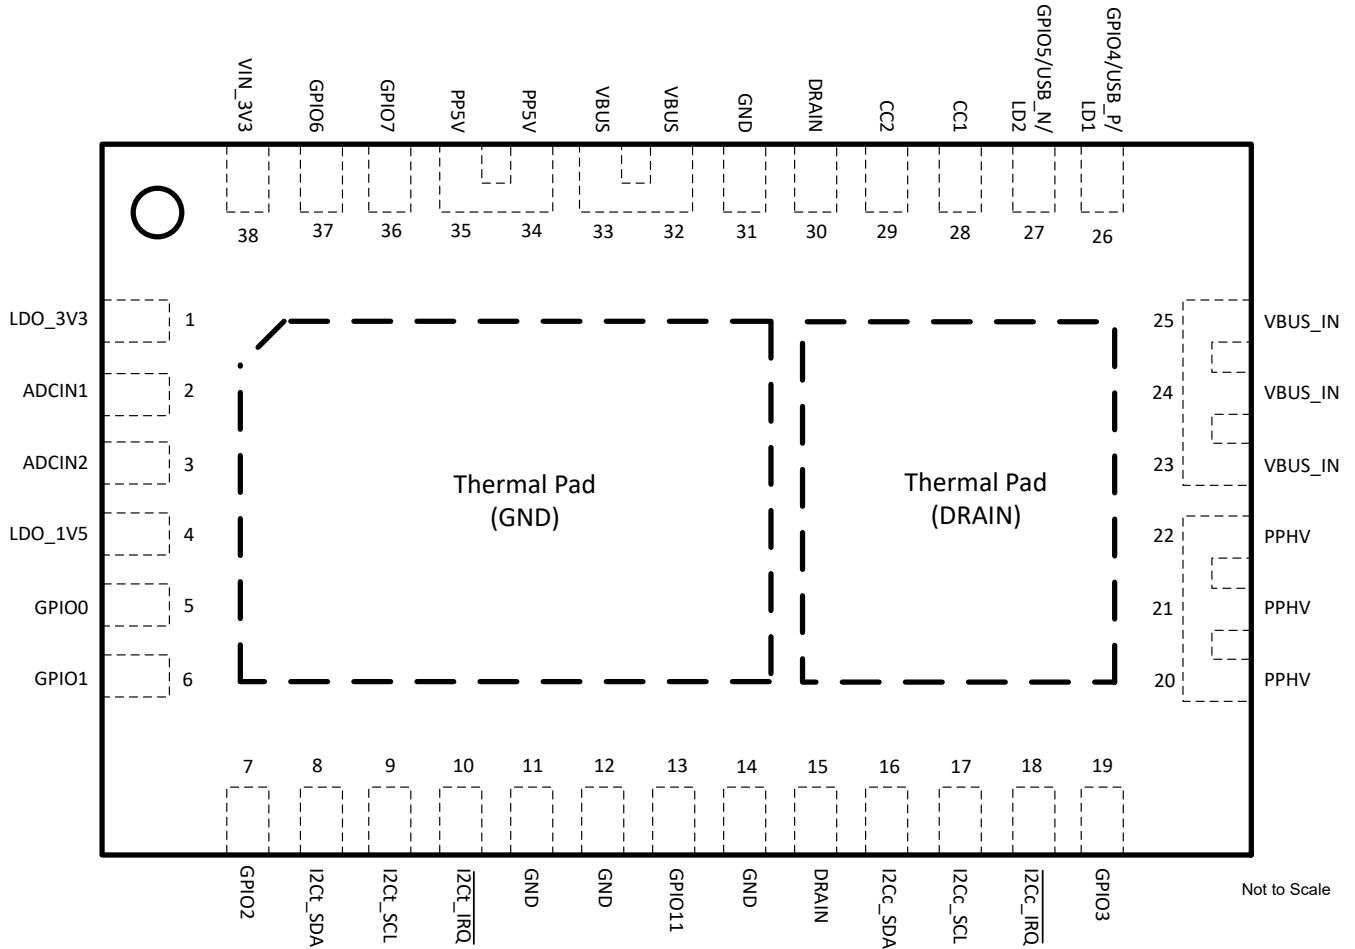 VIN_3V3
GPIO6
GPIO7
PP5V
PP5V
VBUS
VBUS
GND
DRAIN
CC2
CC1
GPIO5/USB_N/
LD2
GPIO4/USB_P/
LD1
38
37
36
35
34
33
32
31
30
29
28
27
26
LDO_3V3 1
ADCIN1 2
ADCIN2 3
LDO_1V5 4
GPIO0 5
GPIO1 6
Thermal Pad
(GND)
Thermal Pad
(DRAIN)
25 VBUS_IN
24 VBUS_IN
23 VBUS_IN
22 PPHV
21 PPHV
20 PPHV
7
8
9
10
11
12
13
14
15
16
17
18
19
GPIO2
I2Ct_SDA
I2Ct_SCL
I2Ct_IRQ
GND
GND
GPIO11
GND
DRAIN
I2Cc_SDA
I2Cc_SCL
I2Cc_IRQ
GPIO3
Not to Scale